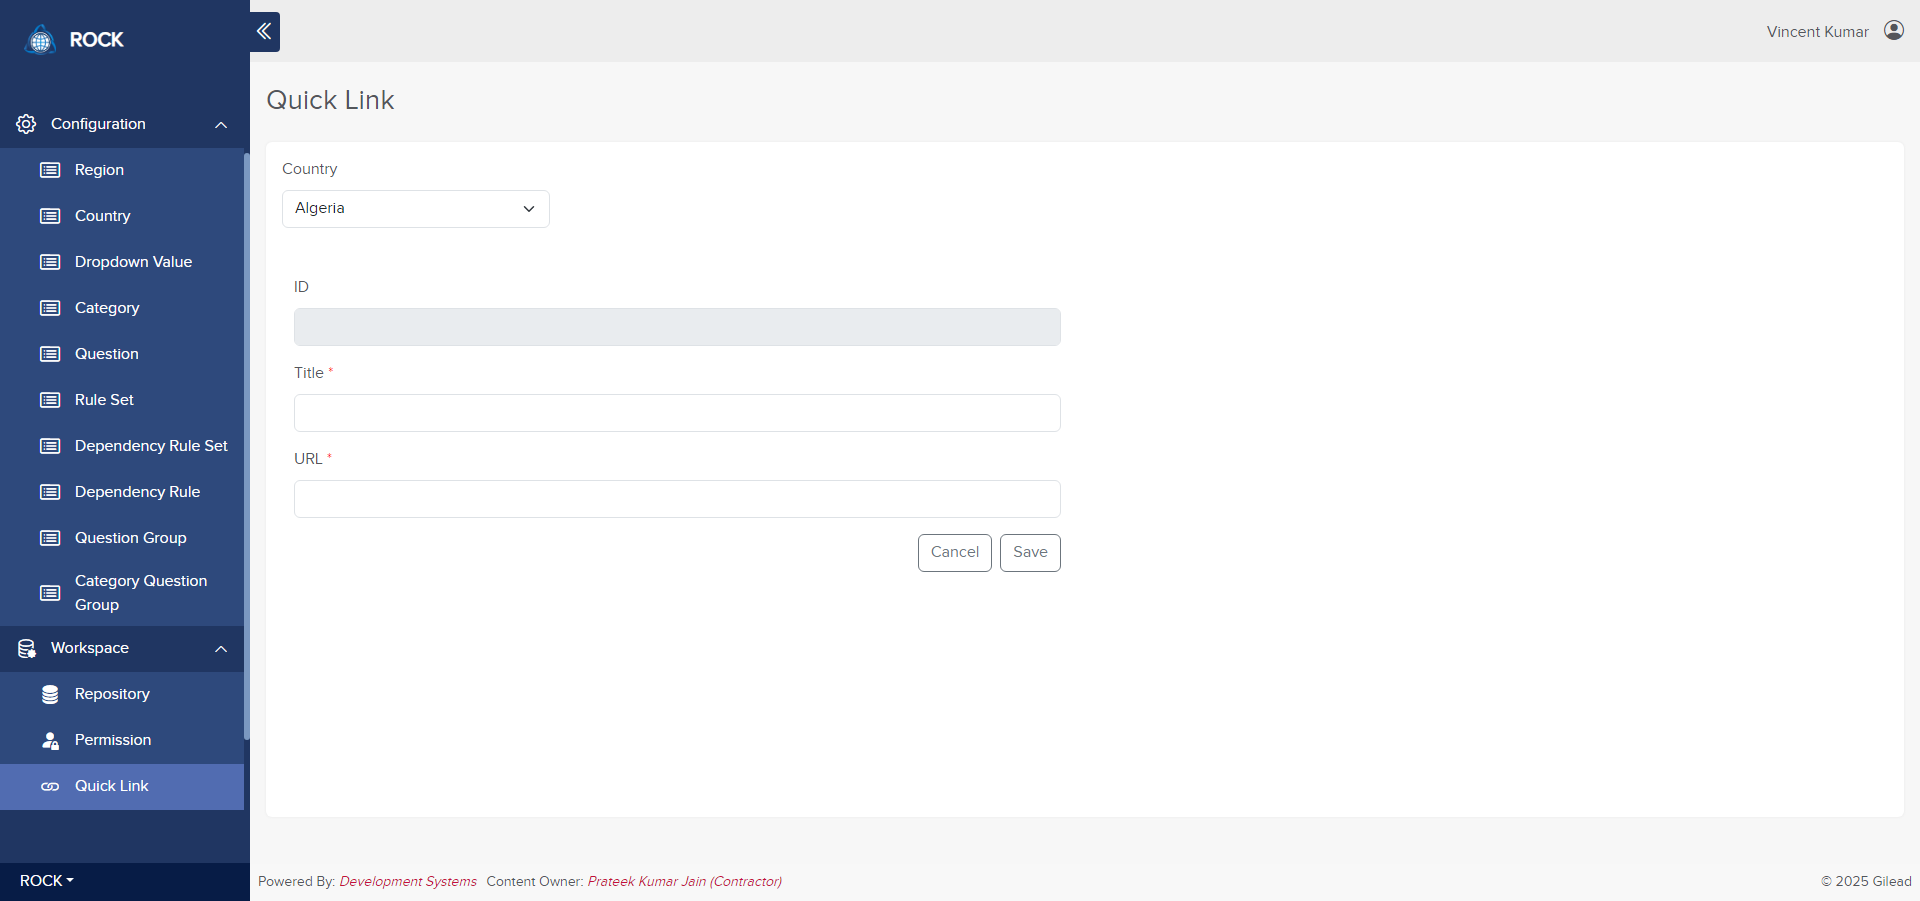 ROCK
Vincent Kumar
Configuration
Region
Country
Dropdown Value
Category
Question
Rule Set
Dependency Rule Set
Dependency Rule
Question Group
Category Question
Group
Workspace
Repository
Permission
Quick Link
ROCK
Quick Link
Country
Algeria
ID
Title *
URL *
Cancel Save
Powered By: Development Systems Content Owner: Prateek Kumar Jain (Contractor)
© 2025 Gilead